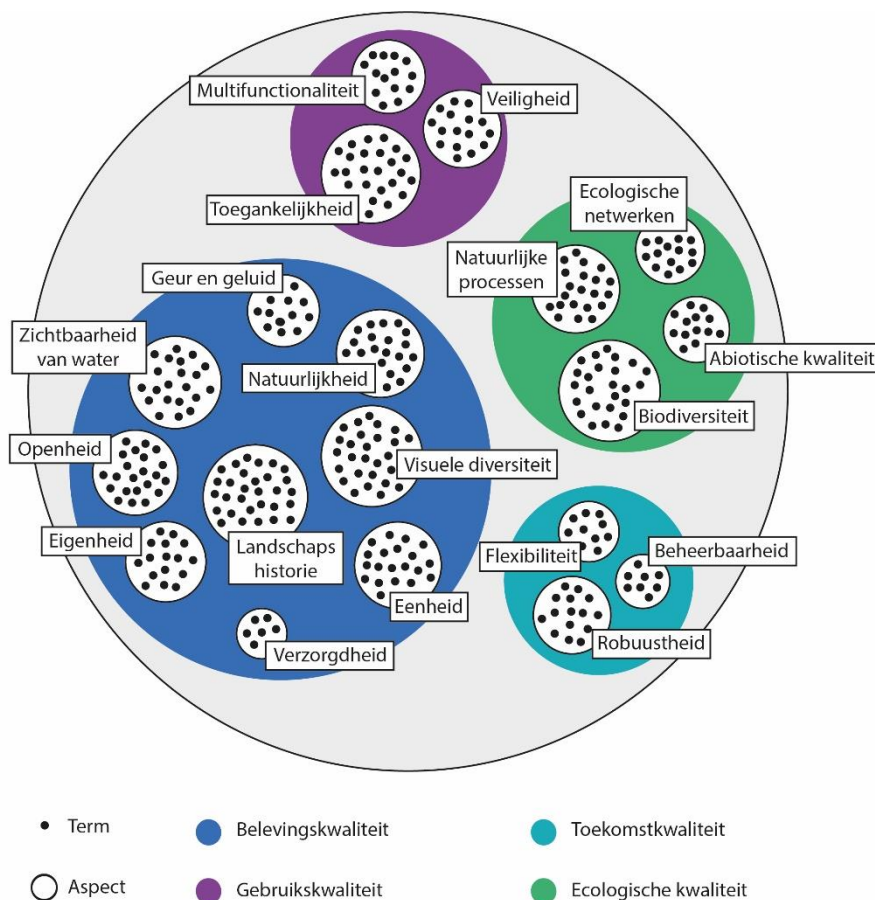 Multifunctionaliteit
Veiligheid
Toegankelijkheid
Ecologische
netwerken
Natuurlijke
processen
Abiotische kwaliteit
Biodiversiteit
Geur en geluid
Zichtbaarheid
van water
Natuurlijkheid
Openheid
Visuele diversiteit
Eigenheid
Landschaps
historie
Eenheid
Verzorgdheid
Flexibiliteit
Beheerbaarheid
Robuustheid
Term
Belevingskwaliteit
Toekomstkwaliteit
Aspect
Gebruikskwaliteit
Ecologische kwaliteit